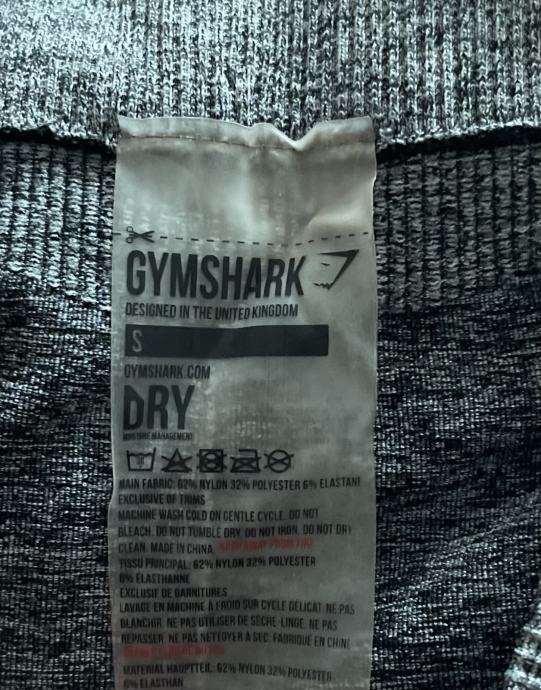 GYMSHARK
DESIGNED IN THE UNITED KINGDOM
S
GYMSHARK.COM
DRY
MOISTURE MANAGEMENT
MAIN FABRIC: 62% NYLON 32% POLYESTER 6% ELASTANE
EXCLUSIVE OF TRIMS
MACHINE WASH COLD ON GENTLE CYCLE. DO NOT
BLEACH. DO NOT TUMBLE DRY. DO NOT IRON. DO NOT DRY
CLEAN. MADE IN CHINA. KEEP AWAY FROM FIRE
TISSU PRINCIPAL: 62% NYLON 32% POLYESTER
6% ÉLASTHANNE
EXCLUSIF DE GARNITURES
LAVAGE EN MACHINE À FROID SUR CYCLE DÉLICAT. NE PAS
BLANCHIR. NE PAS UTILISER DE SÈCHE-LINGE. NE PAS
REPASSER. NE PAS NETTOYER À SEC. FABRIQUÉ EN CHINE
MATERIAL HAUPTTEIL: 62% NYLON 32% POLYESTER
6% ELASTHAN